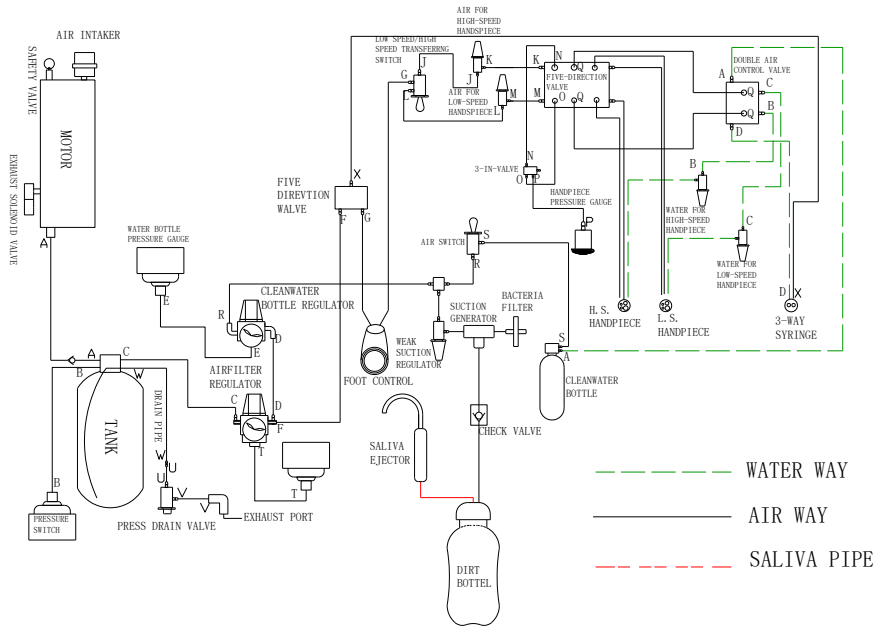 AIR INTAKER
SAFETY VALVE
MOTOR
EXHAUST SOLENOID VALVE
A
WATER BOTTLE
PRESSURE GAUGE
E
FIVE
DIREVTION
WALVE
X
F
G
LOW SPEED/HIGH
SPEED TRANSFERRNG
SWITCH
G
J
L
AIR FOR
HIGH-SPEED
HANDSPIECE
K
J
AIR FOR
LOW-SPEED
HANDSPIECE
M
L
K
N
Q
FIVE-DIRECTION
VALVE
M
O
Q
DOUBLE AIR
CONTROL VALVE
A
C
Q
B
Q
D
N
3-IN-VALVE
O
P
HANDPIECE
PRESSURE GAUGE
P
B
WATER FOR
HIGH-SPEED
HANDPIECE
C
WATER FOR
LOW-SPEED
HANDPIECE
AIR SWITCH
S
R
CLEANWATER
BOTTLE REGULATOR
R
D
E
AIRFILTER
REGULATOR
C
D
F
T
T
WEAK
SUCTION
REGULATOR
FOOT CONTROL
SUCTION
GENERATOR
BACTERIA
FILTER
H.S.
HANDPIECE
L.S.
HANDPIECE
D
X
3-WAY
SYRINGE
S
A
CLEANWATER
BOTTLE
A
C
B
W
TANK
DRAIN PIPE
W
U
U
V
V
B
PRESSURE
SWITCH
PRESS DRAIN VALVE
EXHAUST PORT
SALIVA
EJECTOR
CHECK VALVE
DIRT
BOTTEL
WATER WAY
AIR WAY
SALIVA PIPE